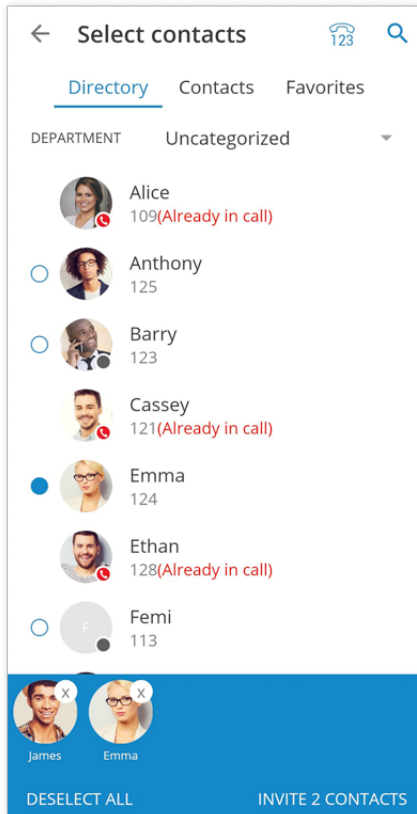 Select contacts
123
Directory Contacts Favorites
DEPARTMENT Uncategorized
Alice
109(Already in call)
Anthony
125
Barry
123
Cassey
121(Already in call)
Emma
124
Ethan
128(Already in call)
F
Femi
113
X X
James Emma
DESELECT ALL INVITE 2 CONTACTS